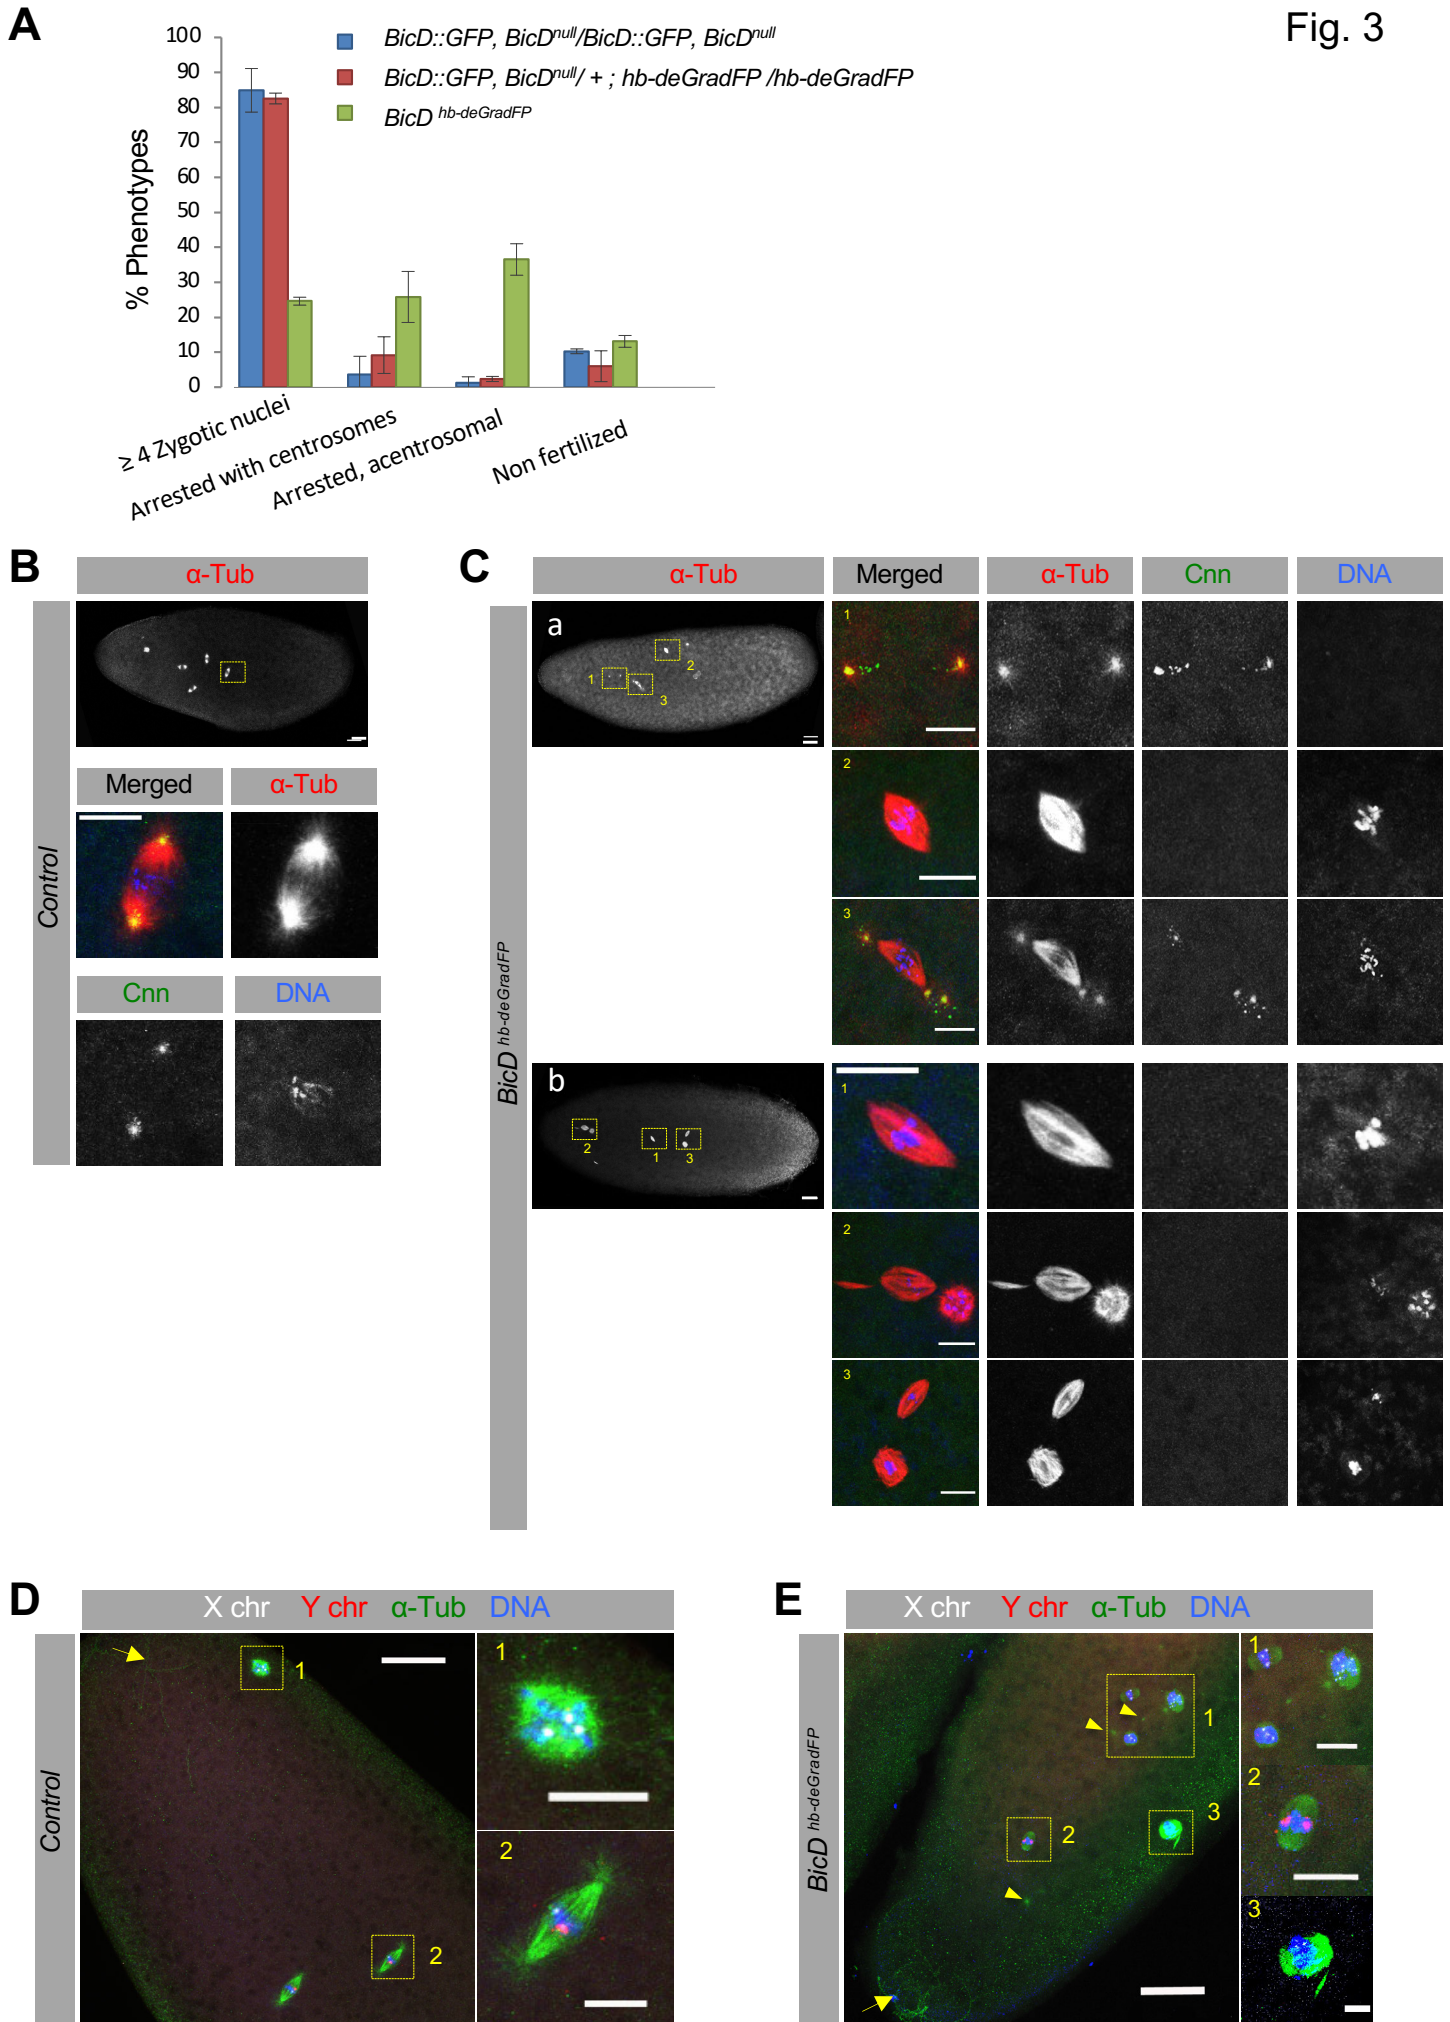 A
Fig. 3
% Phenotypes
100
90
80
70
60
50
40
30
20
10
0
BicD::GFP, BicDnull/BicD::GFP, BicDnull
BicD::GFP, BicDnull/ + ; hb-deGradFP /hb-deGradFP
BicD hb-deGradFP
≥ 4 Zygotic nuclei
Arrested with centrosomes
Arrested, acentrosomal
Non fertilized
B
α-Tub
Control
Merged α-Tub
Cnn DNA
C
α-Tub Merged α-Tub Cnn DNA
BicD hb-deGradFP
a
1
2
3
1
2
3
b
2
1
3
1
2
3
D
X chr Y chr α-Tub DNA
Control
1
2
1
2
E
X chr Y chr α-Tub DNA
BicD hb-deGradFP
1
2
3
1
2
3